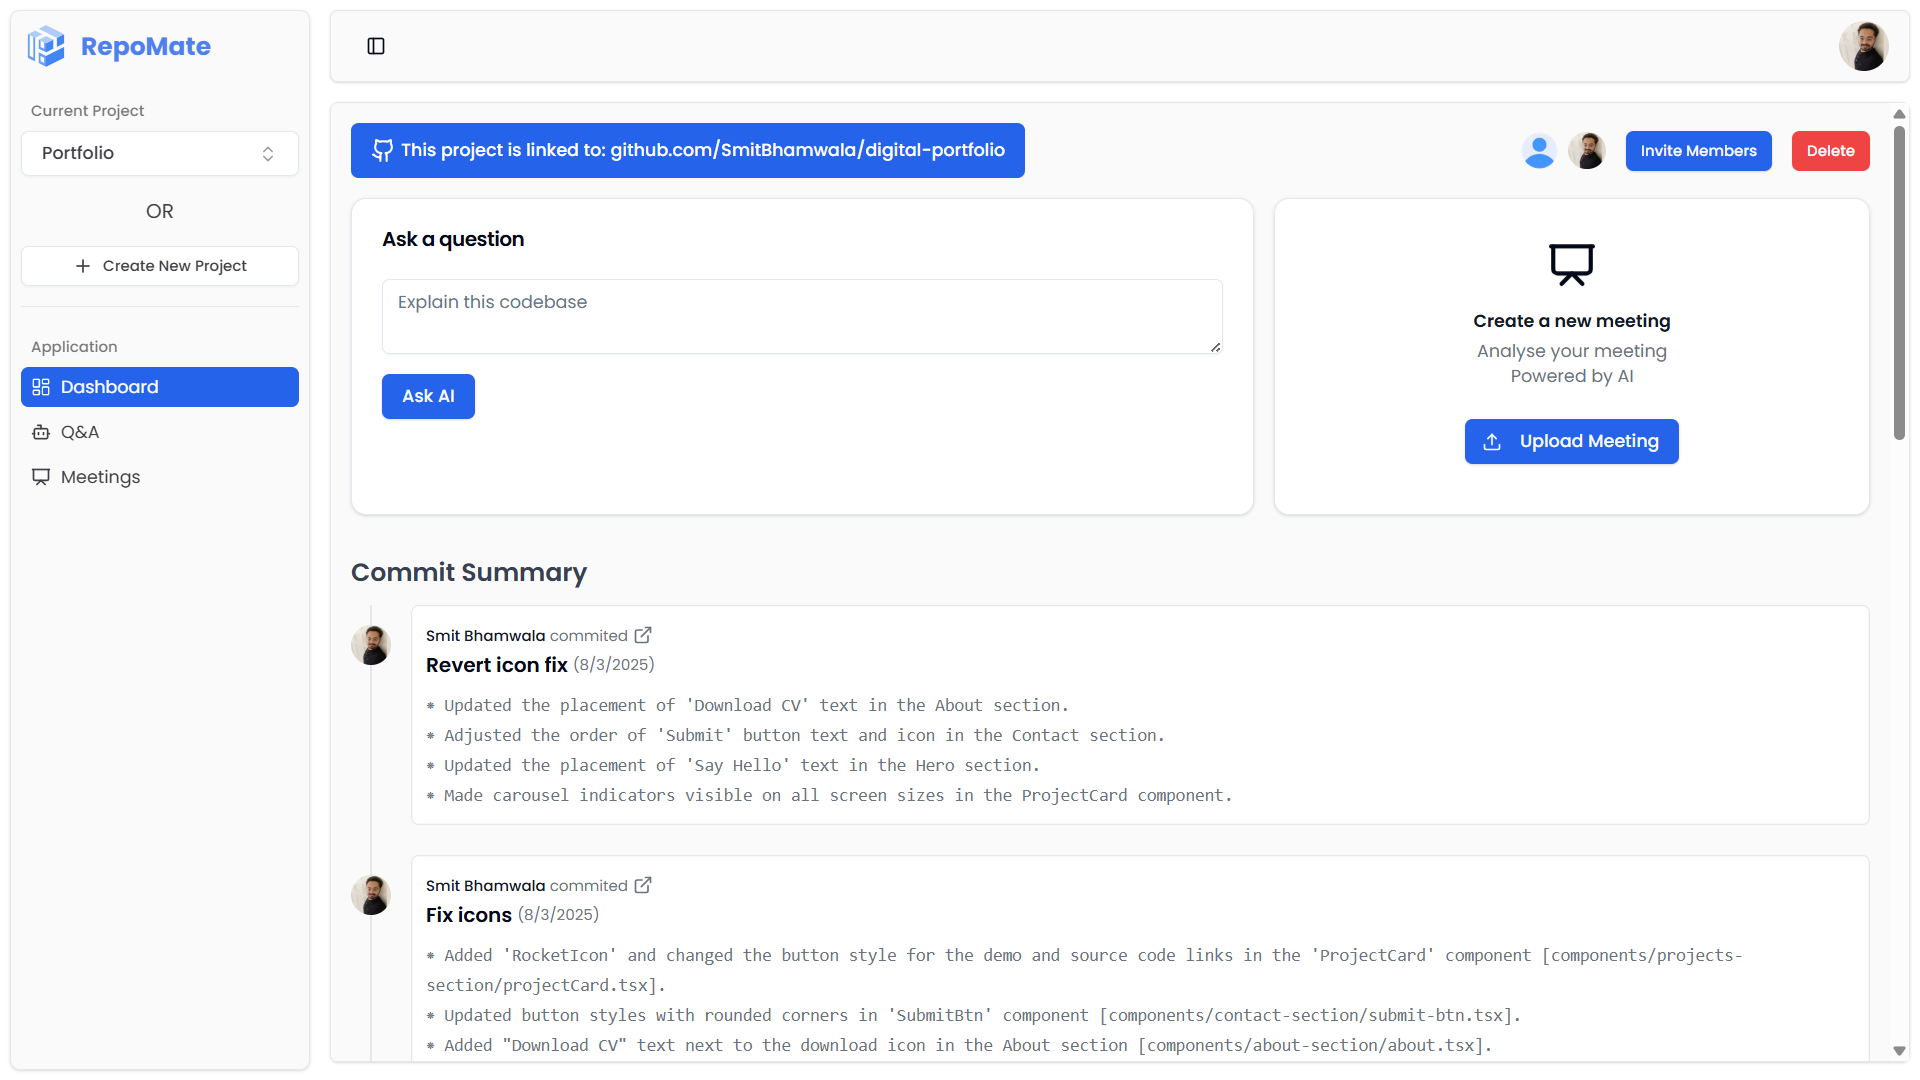 RepoMate
Current Project
Portfolio
OR
Create New Project
Application
Dashboard
Q&A
Meetings
This project is linked to: github.com/SmitBhamwala/digital-portfolio
Invite Members
Delete
Ask a question
Explain this codebase
Ask AI
Create a new meeting
Analyse your meeting
Powered by AI
Upload Meeting
Commit Summary
Smit Bhamwala commited
Revert icon fix (8/3/2025)
* Updated the placement of 'Download CV' text in the About section.
* Adjusted the order of 'Submit' button text and icon in the Contact section.
* Updated the placement of 'Say Hello' text in the Hero section.
* Made carousel indicators visible on all screen sizes in the ProjectCard component.
Smit Bhamwala commited
Fix icons (8/3/2025)
* Added 'RocketIcon' and changed the button style for the demo and source code links in the 'ProjectCard' component [components/projects-
section/projectCard.tsx].
* Updated button styles with rounded corners in 'SubmitBtn' component [components/contact-section/submit-btn.tsx].
* Added "Download CV" text next to the download icon in the About section [components/about-section/about.tsx].